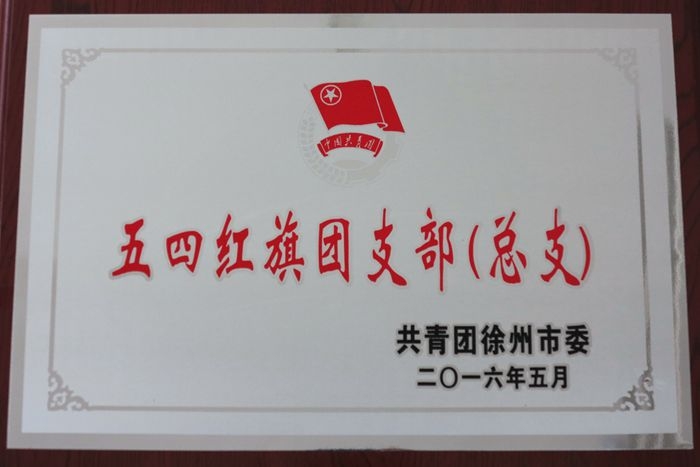 中国共青团
五四红旗团支部(总支)
共青团徐州市委
二〇一六年五月